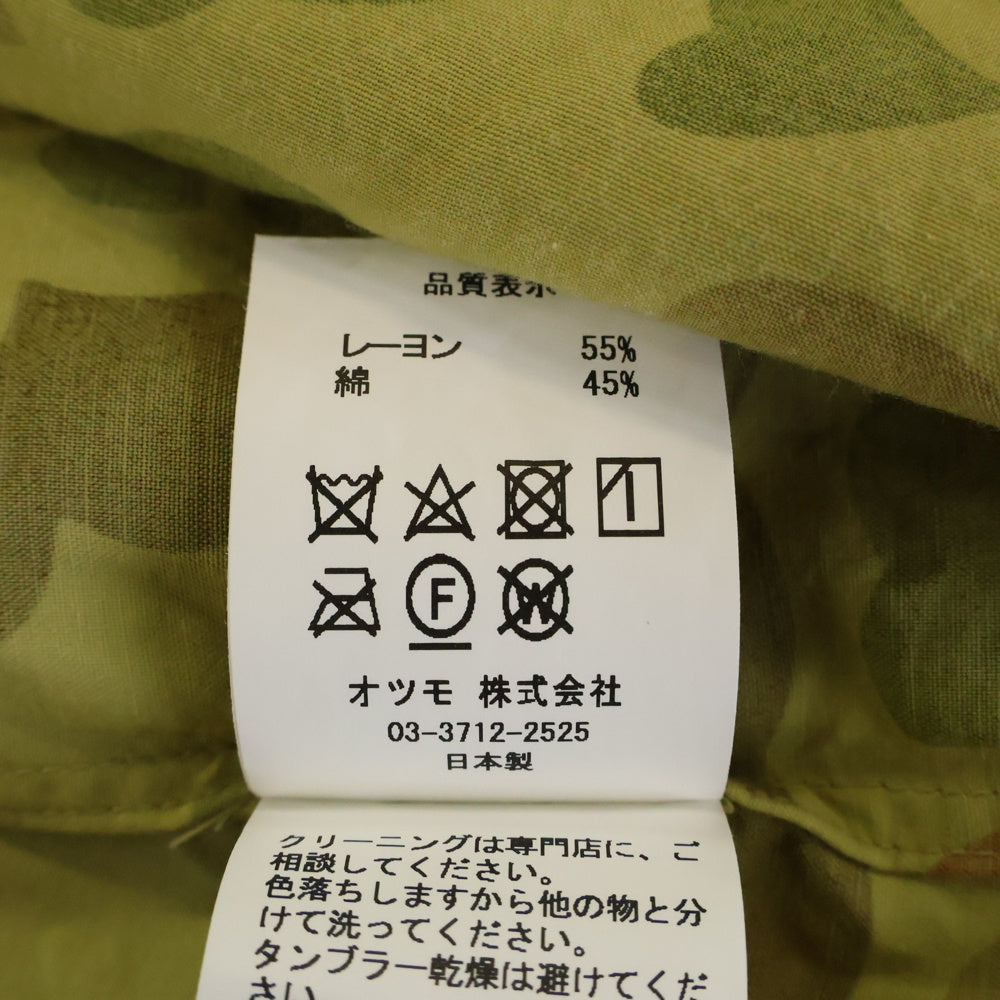 品質表示
レーヨン 55%
綿 45%
F
W
オツモ 株式会社
03-3712-2525
日本製
クリーニングは専門店に、ご
相談してください。
色落ちしますから他の物と分
けて洗ってください。
タンブラー乾燥は避けてくだ
さい。